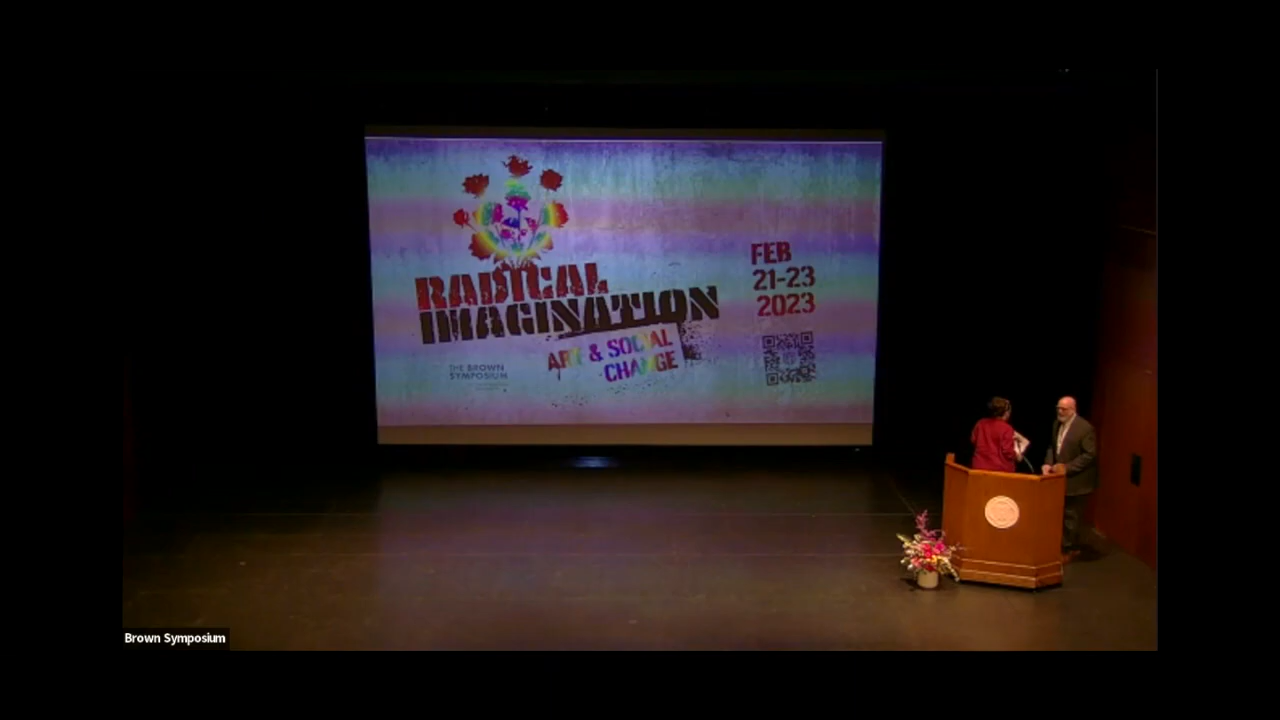 RADICAL
IMAGINATION
ART & SOCIAL
CHANGE
THE BROWN
SYMPOSIUM
FEB
21-23
2023
Brown Symposium